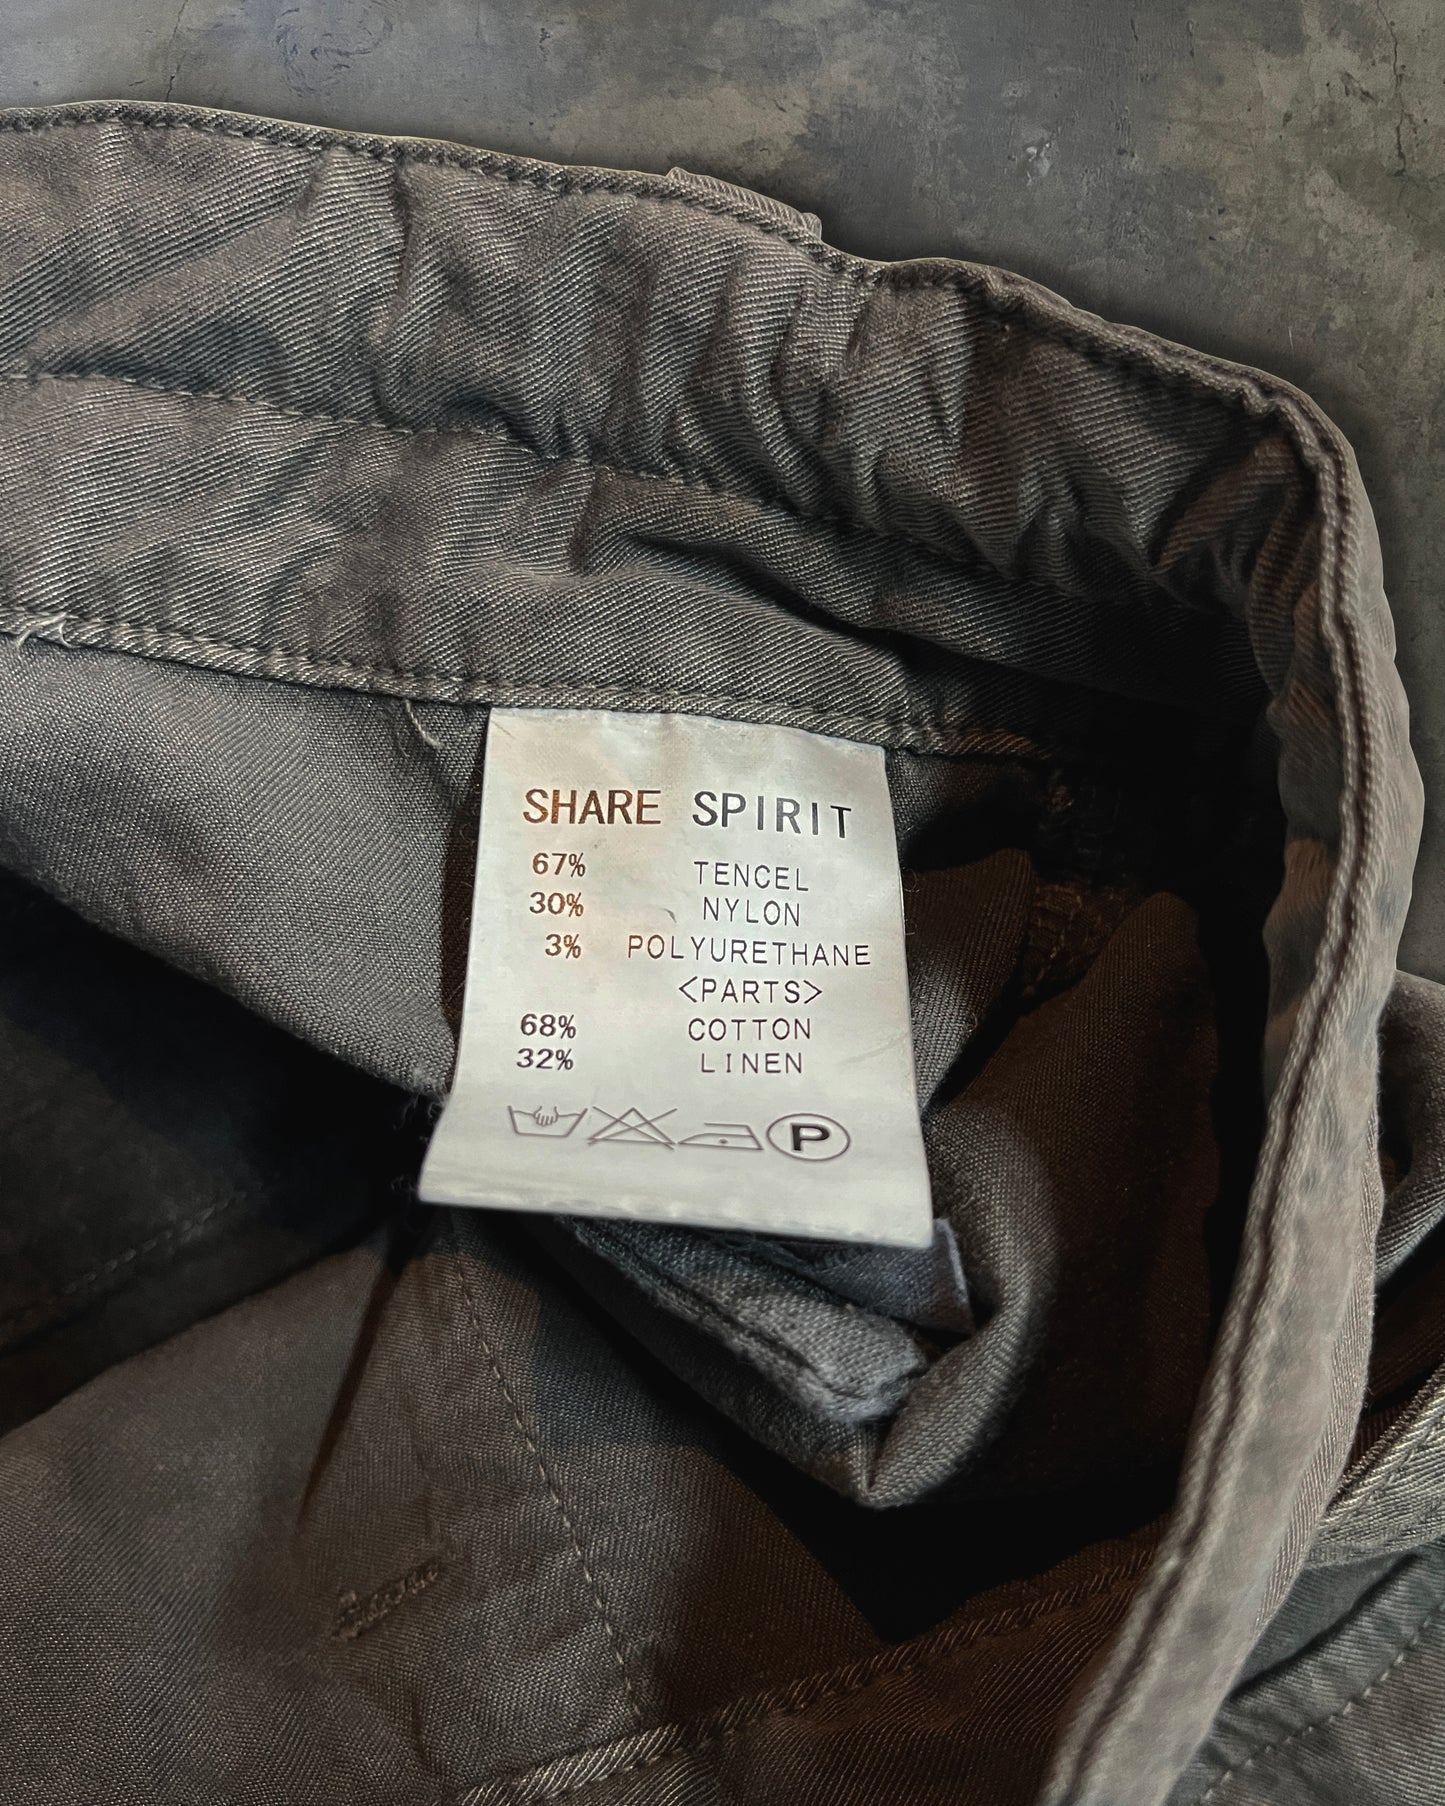 SHARE SPIRIT
67% TENCEL
30% NYLON
3% POLYURETHANE
<PARTS>
68% COTTON
32% LINEN
P